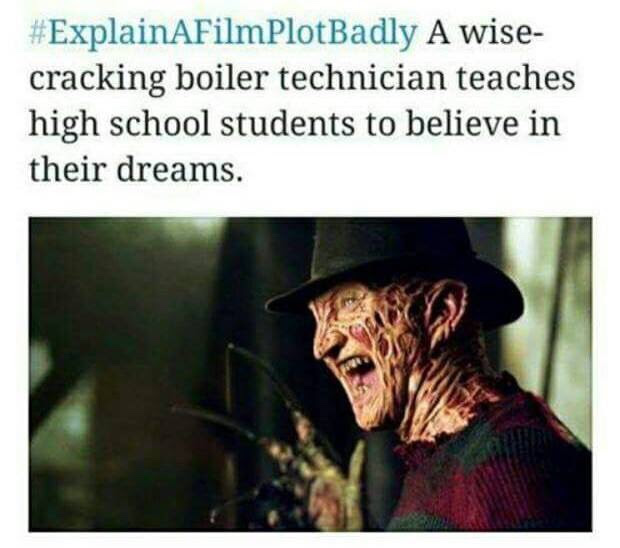 #ExplainAFilmPlotBadly A wise-
cracking boiler technician teaches
high school students to believe in
their dreams.